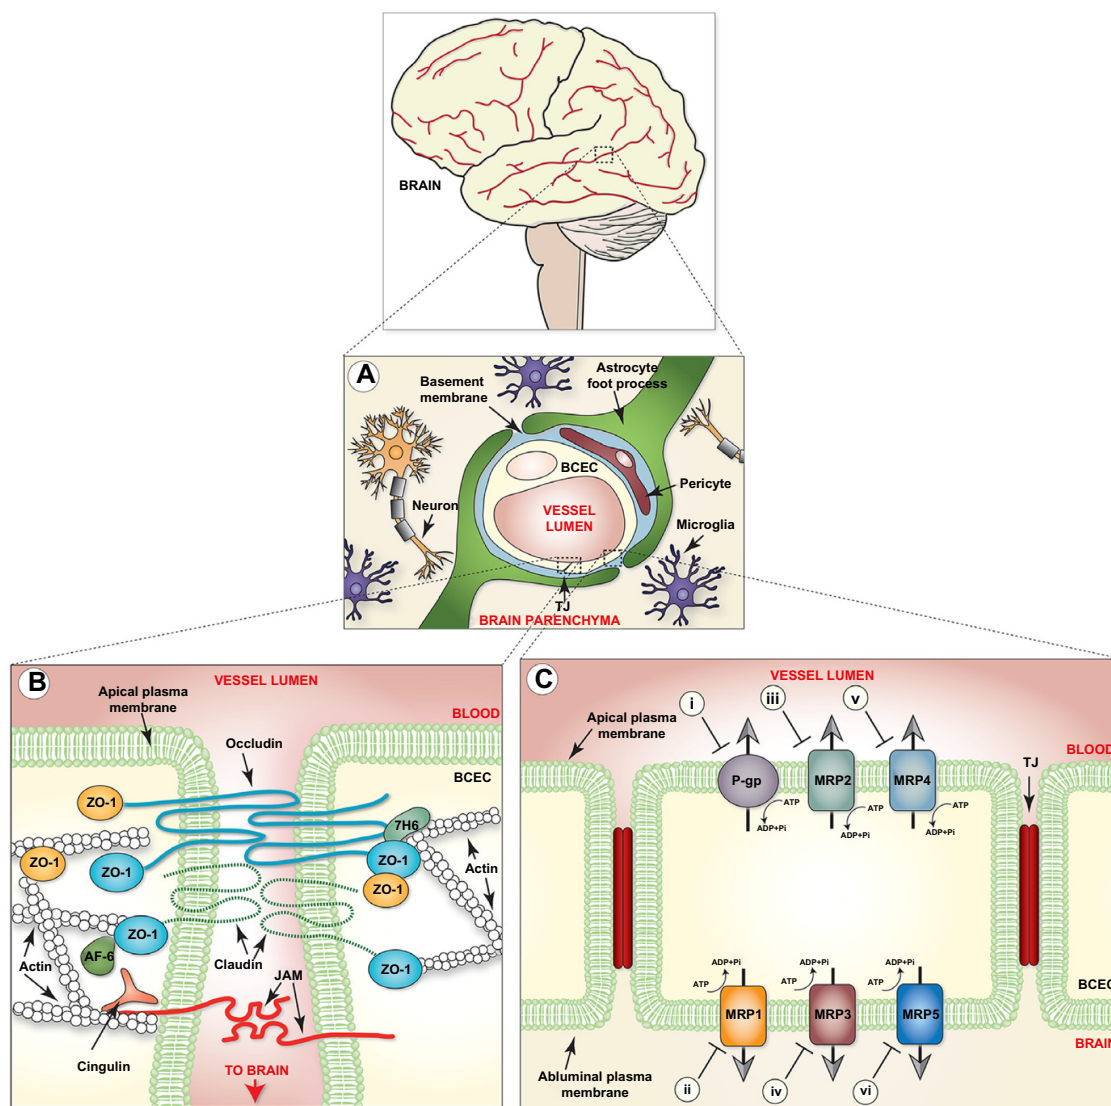 BRAIN
A
Basement
membrane
Astrocyte
foot process
BCEC
Pericyte
Neuron
VESSEL
LUMEN
Microglia
TJ
BRAIN PARENCHYMA
B
VESSEL LUMEN
Apical plasma
membrane
BLOOD
Occludin
BCEC
ZO-1
7H6
ZO-1
ZO-1
ZO-1
ZO-1
Actin
ZO-1
AF-6
Actin
Claudin
ZO-1
JAM
Cingulin
TO BRAIN
C
VESSEL LUMEN
i
iii
v
Apical plasma
membrane
BLOOD
TJ
P-gp
MRP2
MRP4
ATP
ADP+Pi
ATP
ADP+Pi
ATP
ADP+Pi
ADP+Pi
ATP
ADP+Pi
ATP
ADP+Pi
ATP
BCEC
MRP1
MRP3
MRP5
BRAIN
Abluminal plasma
membrane
ii
iv
vi